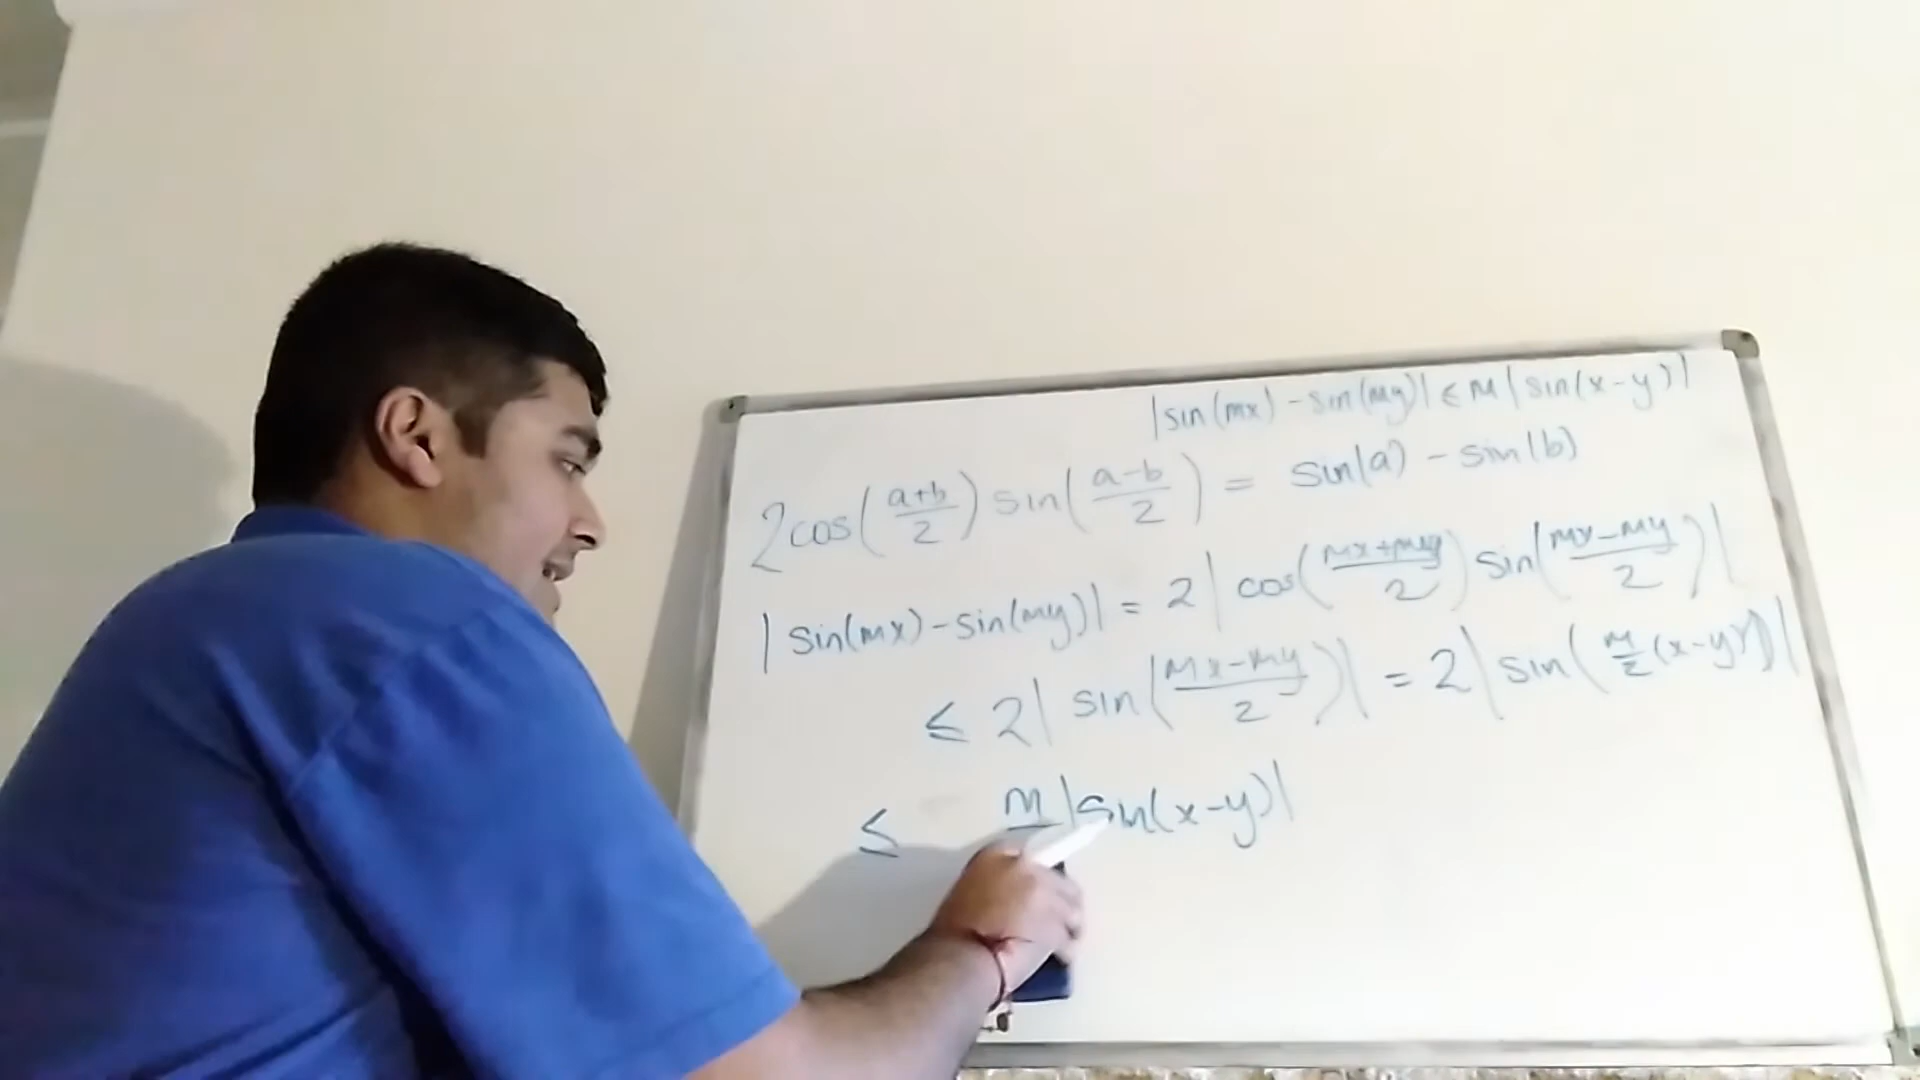 |sin(mx) - sin(my)| ≤ M |sin(x-y)|
2cos((a+b)/2) sin((a-b)/2) = sin(a) - sin(b)
|sin(mx) - sin(my)| = 2|cos((mx+my)/2) sin((mx-my)/2)|
≤ 2|sin((mx-my)/2)| = 2|sin(m/2 (x-y))|
≤ m|sin(x-y)|